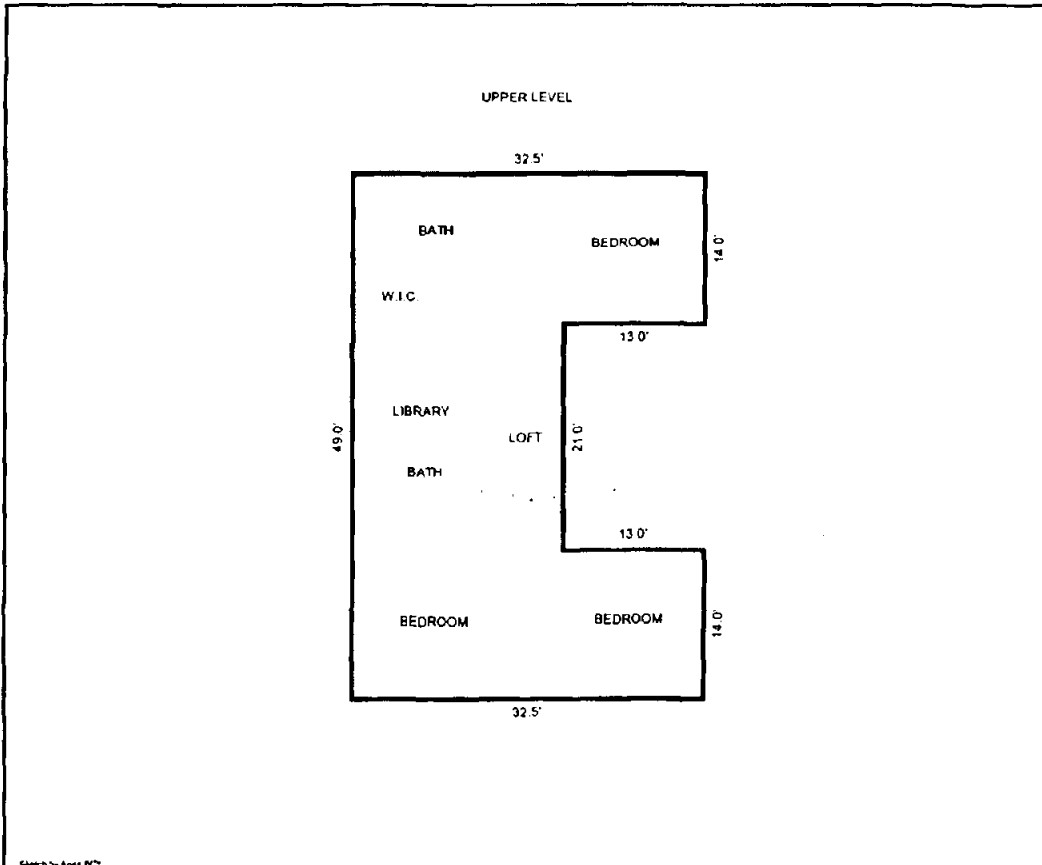 UPPER LEVEL
32.5'
BATH
BEDROOM
14.0'
W.I.C.
13.0'
LIBRARY
LOFT
21.0'
49.0'
BATH
13.0'
BEDROOM
BEDROOM
14.0'
32.5'